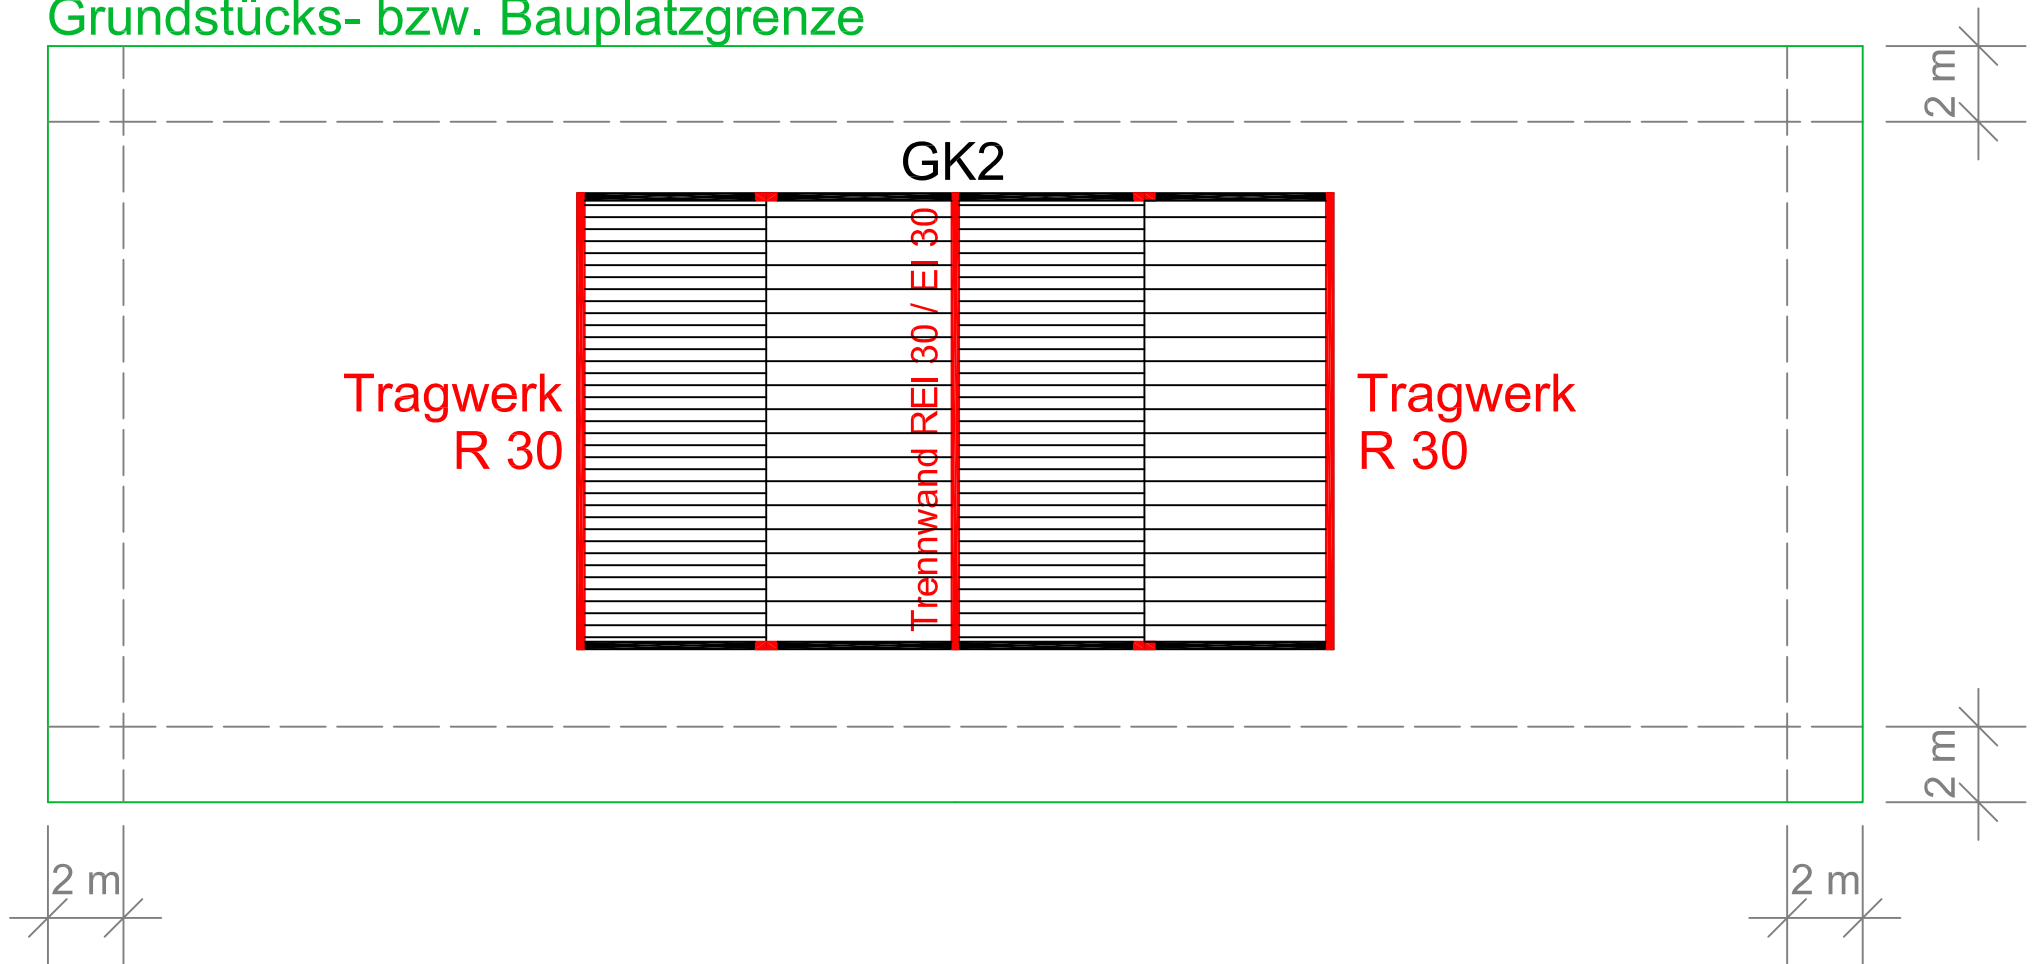 Grundstücks- bzw. Bauplatzgrenze
2 m
GK2
Trennwand REI 30 / EI 30
Tragwerk
R 30
Tragwerk
R 30
2 m
2 m
2 m